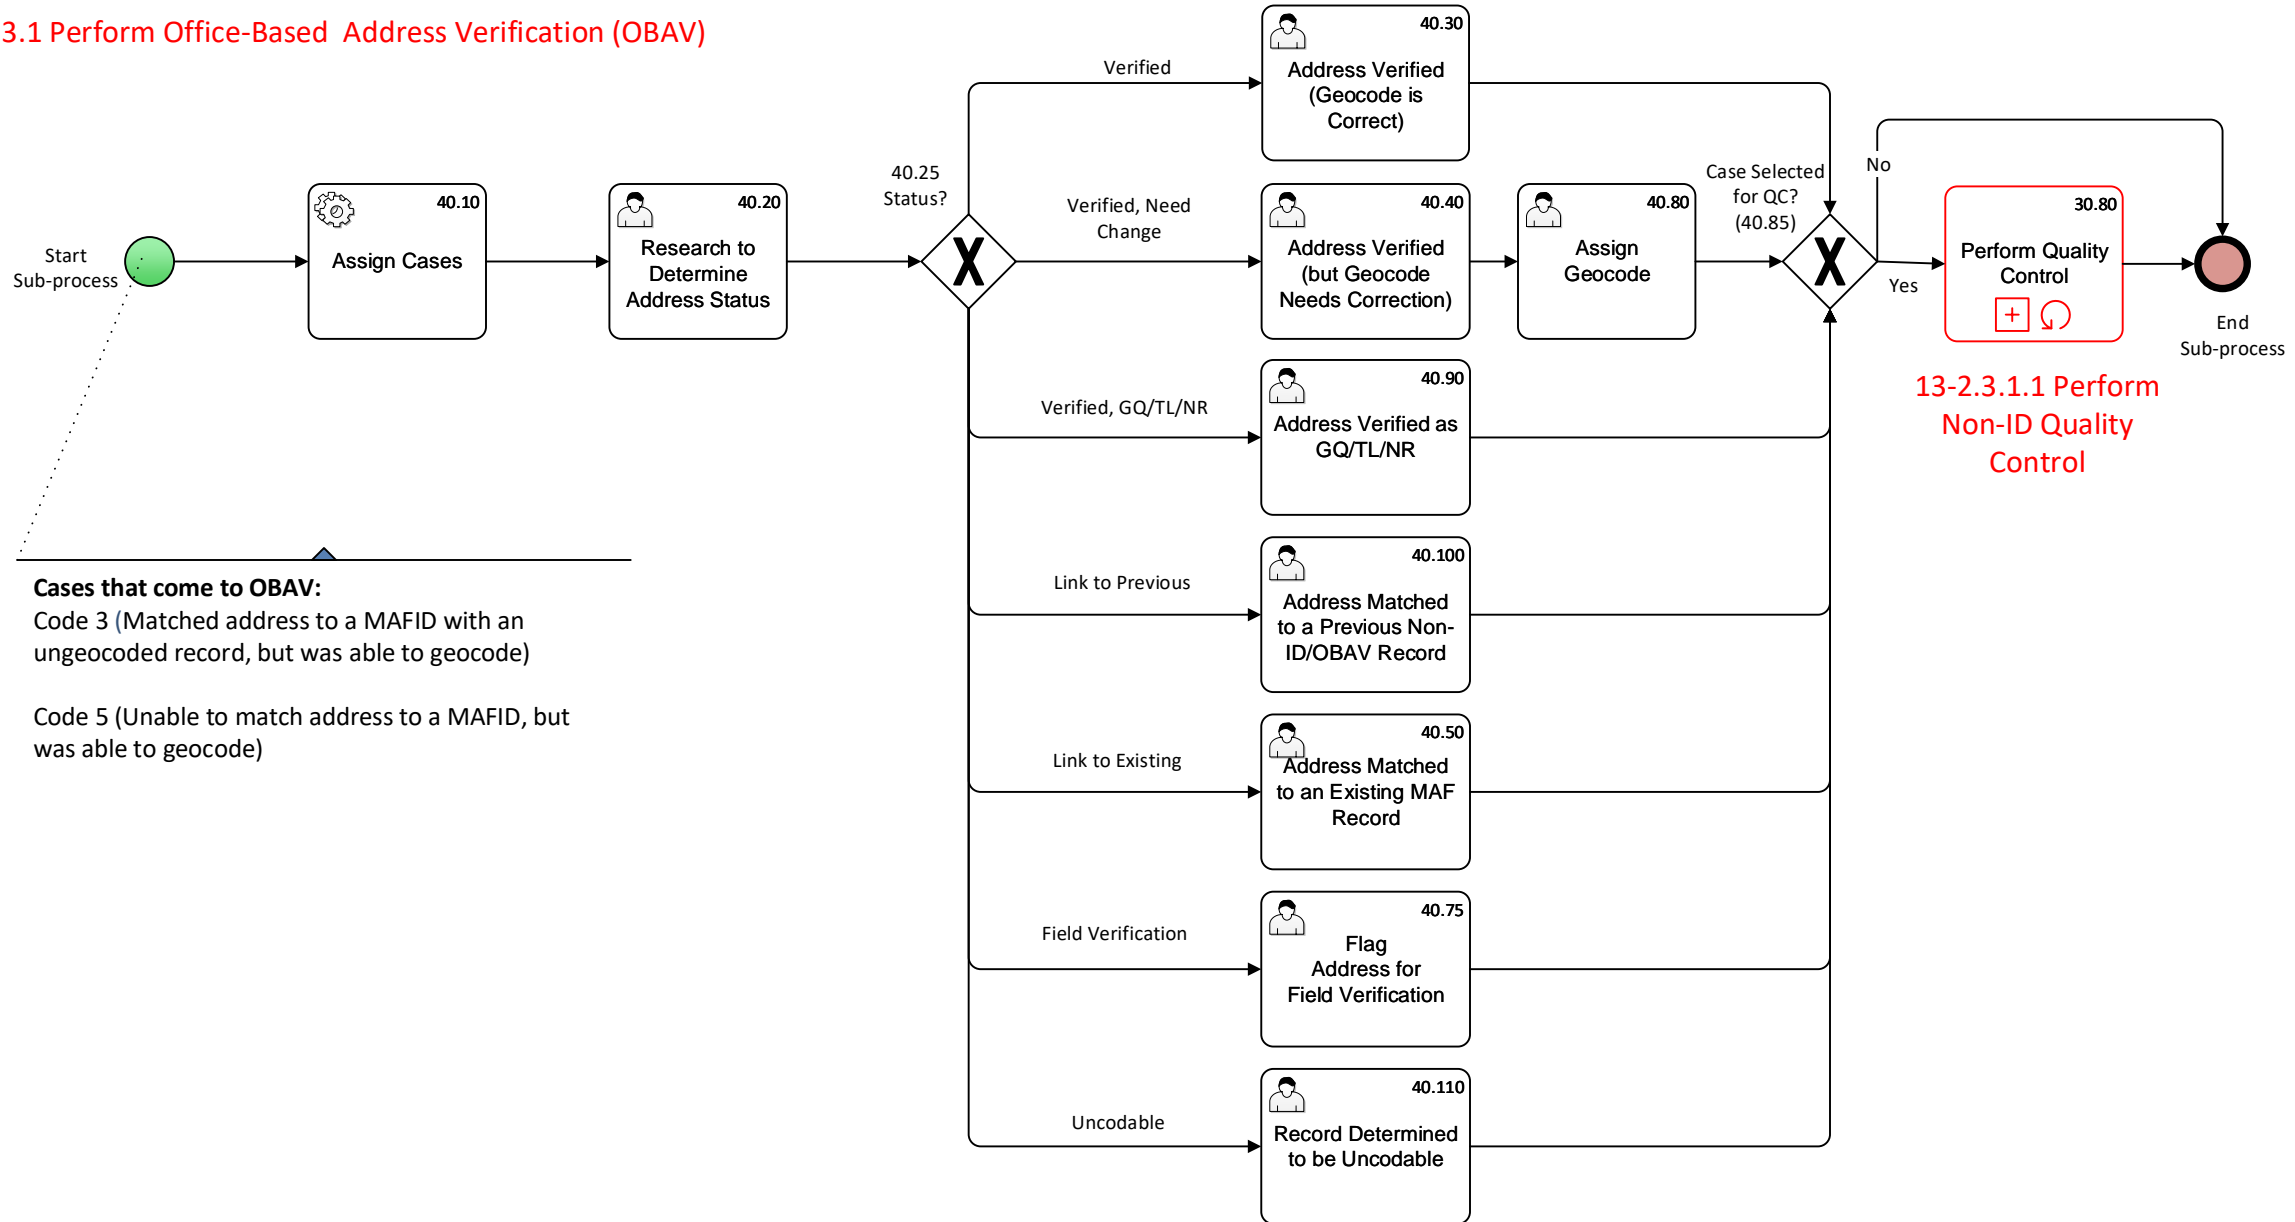 3.1 Perform Office-Based  Address Verification (OBAV)
Start
Sub-process
40.10
Assign Cases
40.20
Research to
Determine
Address Status
40.25
Status?
X
Verified
40.30
Address Verified
(Geocode is
Correct)
Verified, Need
Change
40.40
Address Verified
(but Geocode
Needs Correction)
40.80
Assign
Geocode
Verified, GQ/TL/NR
40.90
Address Verified as
GQ/TL/NR
Link to Previous
40.100
Address Matched
to a Previous Non-
ID/OBAV Record
Link to Existing
40.50
Address Matched
to an Existing MAF
Record
Field Verification
40.75
Flag
Address for
Field Verification
Uncodable
40.110
Record Determined
to be Uncodable
Case Selected
for QC?
(40.85)
X
No
Yes
30.80
Perform Quality
Control
+
13-2.3.1.1 Perform
Non-ID Quality
Control
End
Sub-process
Cases that come to OBAV:
Code 3 (Matched address to a MAFID with an
ungeocoded record, but was able to geocode)
Code 5 (Unable to match address to a MAFID, but
was able to geocode)